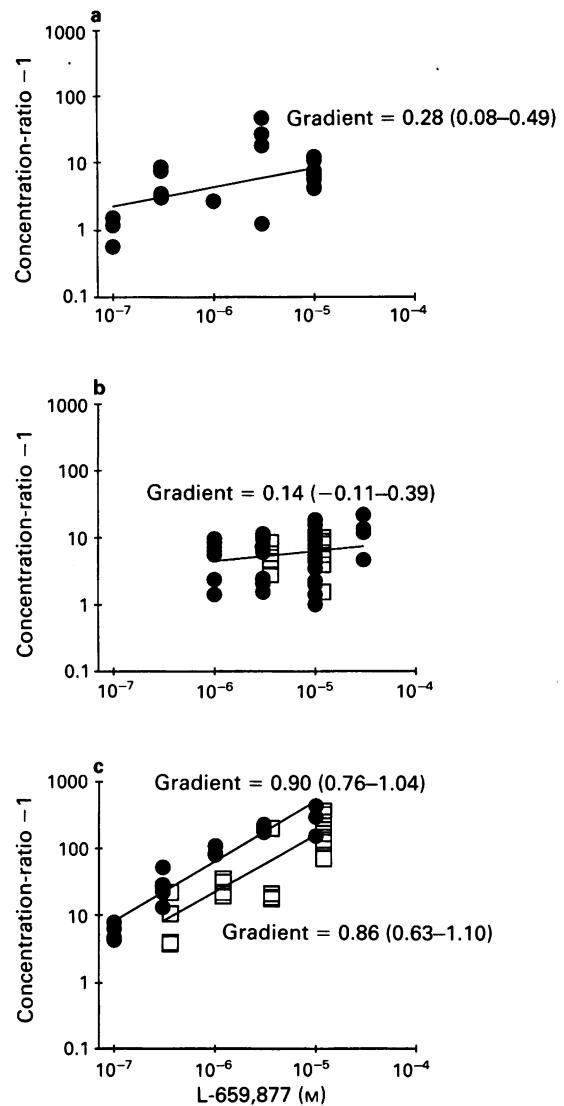 a
1000
100
10
1
0.1
Concentration-ratio −1
Gradient = 0.28 (0.08–0.49)
10⁻⁷ 10⁻⁶ 10⁻⁵ 10⁻⁴
b
1000
100
10
1
0.1
Concentration-ratio −1
Gradient = 0.14 (−0.11–0.39)
10⁻⁷ 10⁻⁶ 10⁻⁵ 10⁻⁴
c
1000
100
10
1
0.1
Concentration-ratio −1
Gradient = 0.90 (0.76–1.04)
Gradient = 0.86 (0.63–1.10)
10⁻⁷ 10⁻⁶ 10⁻⁵ 10⁻⁴
L-659,877 (M)